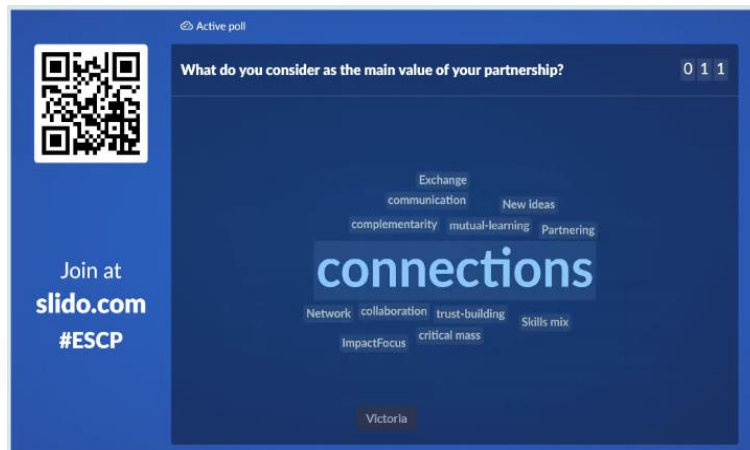 Active poll
What do you consider as the main value of your partnership?
0 1 1
Exchange
communication
New ideas
complementarity
mutual-learning
Partnering
connections
Network
collaboration
trust-building
Skills mix
ImpactFocus
critical mass
Victoria
Join at
slido.com
#ESCP